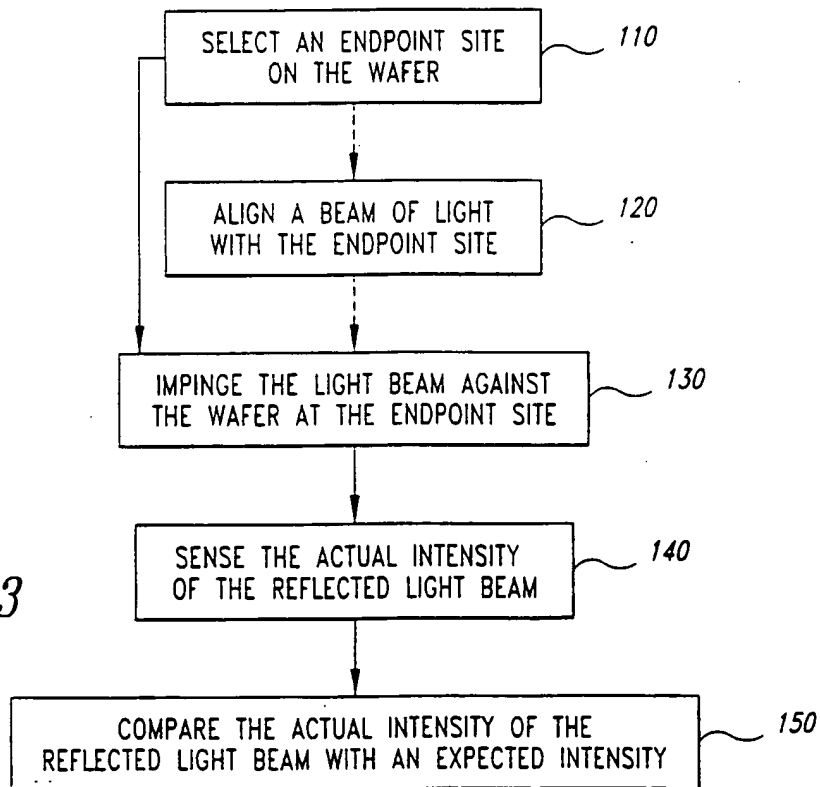 SELECT AN ENDPOINT SITE
ON THE WAFER
110
ALIGN A BEAM OF LIGHT
WITH THE ENDPOINT SITE
120
IMPINGE THE LIGHT BEAM AGAINST
THE WAFER AT THE ENDPOINT SITE
130
SENSE THE ACTUAL INTENSITY
OF THE REFLECTED LIGHT BEAM
140
3
COMPARE THE ACTUAL INTENSITY OF THE
REFLECTED LIGHT BEAM WITH AN EXPECTED INTENSITY
150